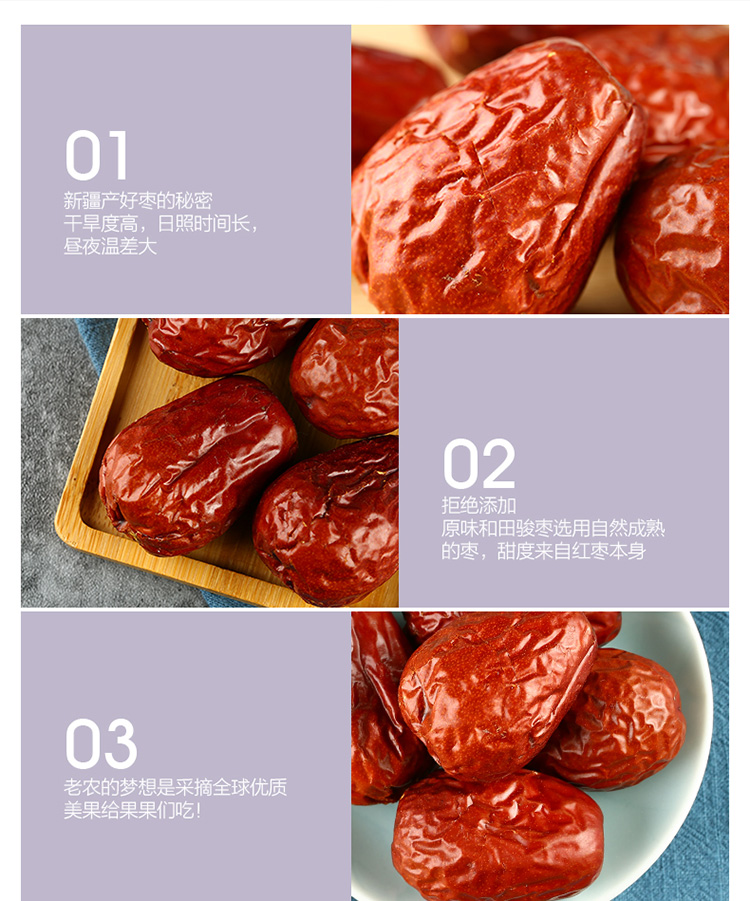 01
新疆产好枣的秘密
干旱度高，日照时间长，
昼夜温差大
02
拒绝添加
原味和田骏枣选用自然成熟
的枣，甜度来自红枣本身
03
老农的梦想是采摘全球优质
美果给果果们吃！